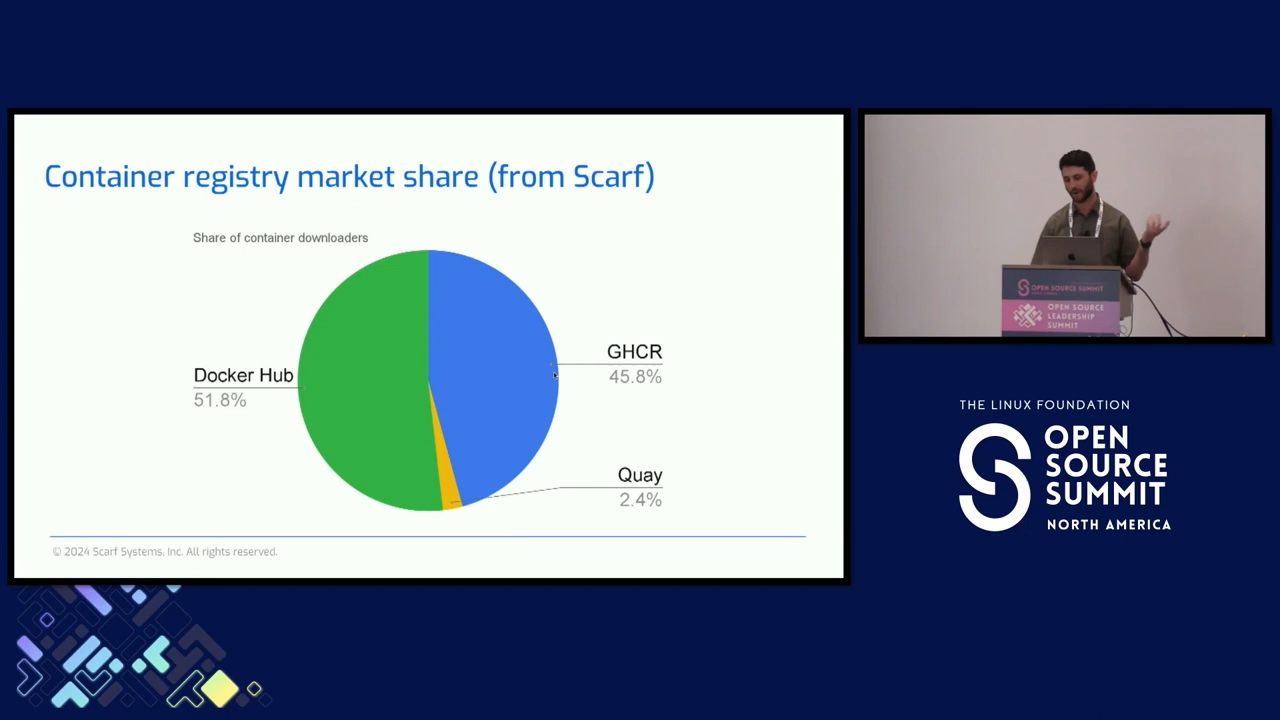 Container registry market share (from Scarf)
Share of container downloaders
Docker Hub
51.8%
GHCR
45.8%
Quay
2.4%
© 2024 Scarf Systems, Inc. All rights reserved.
OPEN SOURCE SUMMIT
OPEN SOURCE
LEADERSHIP
SUMMIT
THE LINUX FOUNDATION
OPEN
SOURCE
SUMMIT
NORTH AMERICA